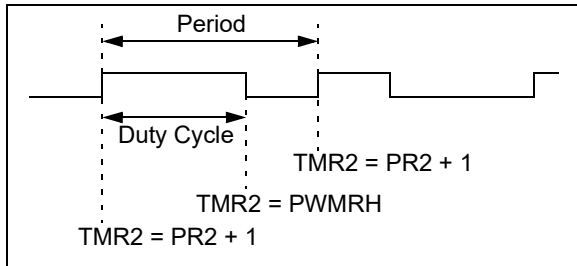 Period
Duty Cycle
TMR2 = PR2 + 1
TMR2 = PWMRH
TMR2 = PR2 + 1